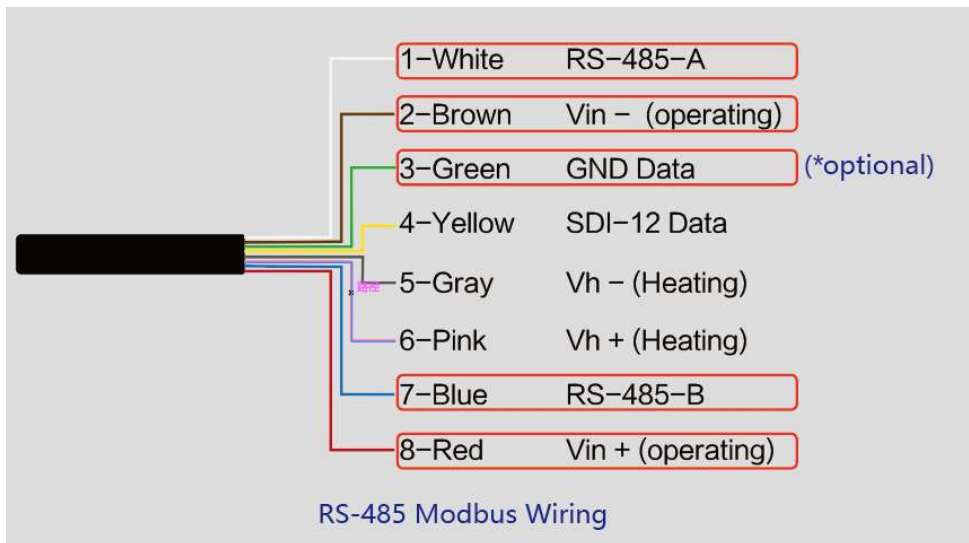 1-White RS-485-A
2-Brown Vin - (operating)
3-Green GND Data (*optional)
4-Yellow SDI-12 Data
路径 5-Gray Vh - (Heating)
6-Pink Vh + (Heating)
7-Blue RS-485-B
8-Red Vin + (operating)
RS-485 Modbus Wiring